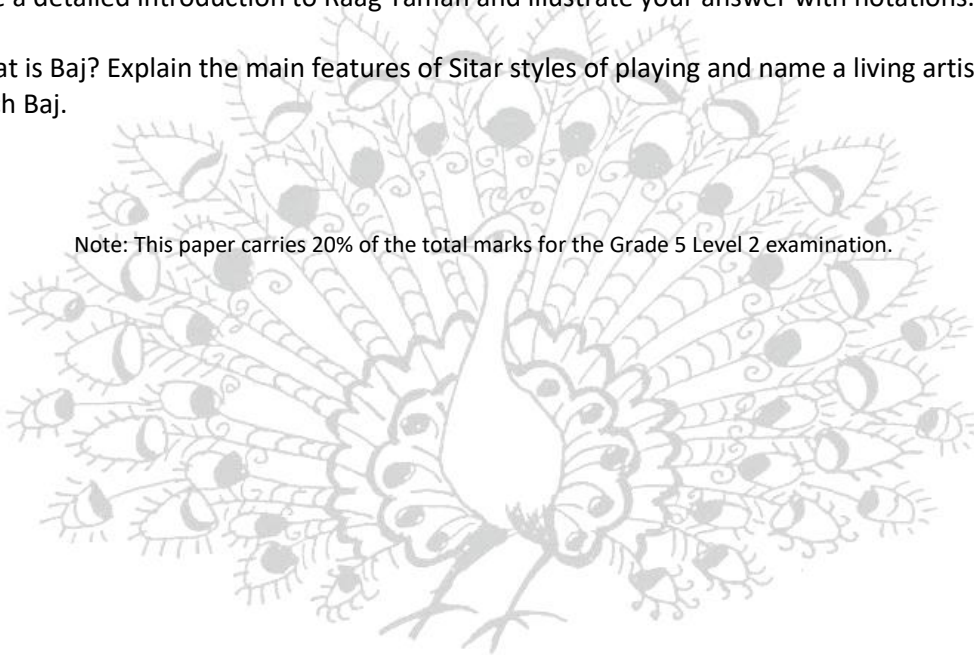 a detailed introduction to Raag Yaman and illustrate your answer with notations.
is Baj? Explain the main features of Sitar styles of playing and name a living
Baj.
Note: This paper carries 20% of the total marks for the Grade 5 Level 2 examination.